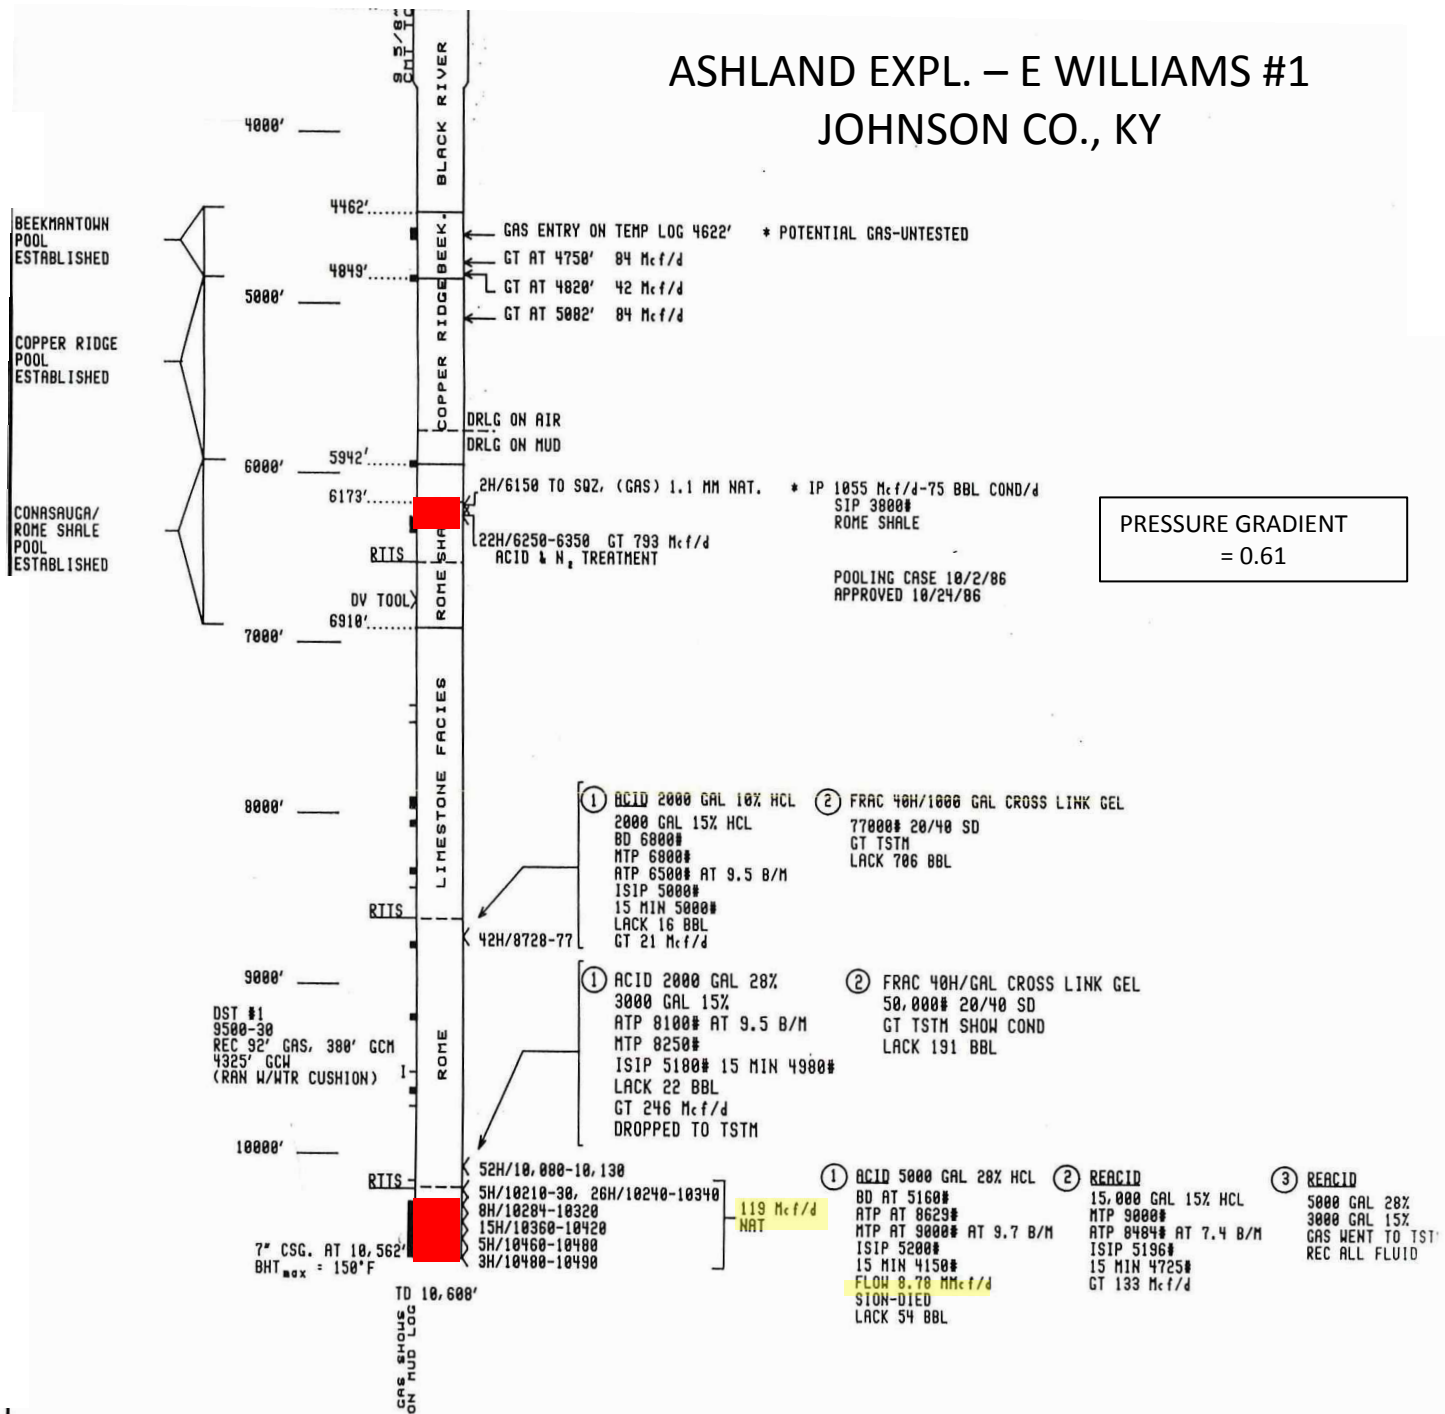 ASHLAND EXPL. – E WILLIAMS #1
JOHNSON CO., KY
9 5/8"
BLACK RIVER
4000'
4462'
BEEKMANTOWN
POOL
ESTABLISHED
BEEK.
GAS ENTRY ON TEMP LOG 4622' * POTENTIAL GAS-UNTESTED
GT AT 4750' 84 Mcf/d
4849'
GT AT 4820' 42 Mcf/d
5000'
GT AT 5082' 84 Mcf/d
COPPER RIDGE
COPPER RIDGE
POOL
ESTABLISHED
DRLG ON AIR
DRLG ON MUD
5942'
6000'
6173'
2H/6150 TO SQZ, (GAS) 1.1 MM NAT. * IP 1055 Mcf/d-75 BBL COND/d
SIP 3800#
ROME SHALE
CONASAUGA/
ROME SHALE
POOL
ESTABLISHED
PRESSURE GRADIENT
= 0.61
22H/6250-6350 GT 793 Mcf/d
ACID & N₂ TREATMENT
RTTS
ROME SHA
POOLING CASE 10/2/86
APPROVED 10/24/86
DV TOOL
6910'
7000'
LIMESTONE FACIES
8000'
① ACID 2000 GAL 10% HCL
2000 GAL 15% HCL
BD 6800#
MTP 6800#
ATP 6500# AT 9.5 B/M
ISIP 5000#
15 MIN 5000#
LACK 16 BBL
GT 21 Mcf/d
② FRAC 40H/1000 GAL CROSS LINK GEL
77000# 20/40 SD
GT TSTM
LACK 706 BBL
RTTS
42H/8728-77
9000'
ROME
DST #1
9500-30
REC 92' GAS, 380' GCM
4325' GCW
(RAN W/WTR CUSHION)
① ACID 2000 GAL 28%
3000 GAL 15%
ATP 8100# AT 9.5 B/M
MTP 8250#
ISIP 5180# 15 MIN 4980#
LACK 22 BBL
GT 246 Mcf/d
DROPPED TO TSTM
② FRAC 40H/GAL CROSS LINK GEL
50,000# 20/40 SD
GT TSTM SHOW COND
LACK 191 BBL
10000'
52H/10,080-10,130
RTTS
5H/10210-30, 26H/10240-10340
8H/10284-10320
15H/10360-10420
5H/10460-10480
3H/10480-10490
119 Mcf/d
NAT
① ACID 5000 GAL 28% HCL
BD AT 5160#
ATP AT 8629#
MTP AT 9000# AT 9.7 B/M
ISIP 5200#
15 MIN 4150#
FLOW 8.78 MMcf/d
SION-DIED
LACK 54 BBL
② REACID
15,000 GAL 15% HCL
MTP 9000#
ATP 8484# AT 7.4 B/M
ISIP 5196#
15 MIN 4725#
GT 133 Mcf/d
③ REACID
5000 GAL 28%
3000 GAL 15%
GAS WENT TO TST
REC ALL FLUID
7" CSG. AT 10,562'
BHTmax = 150°F
TD 10,608'
GAS SHOWS
ON MUD LOG